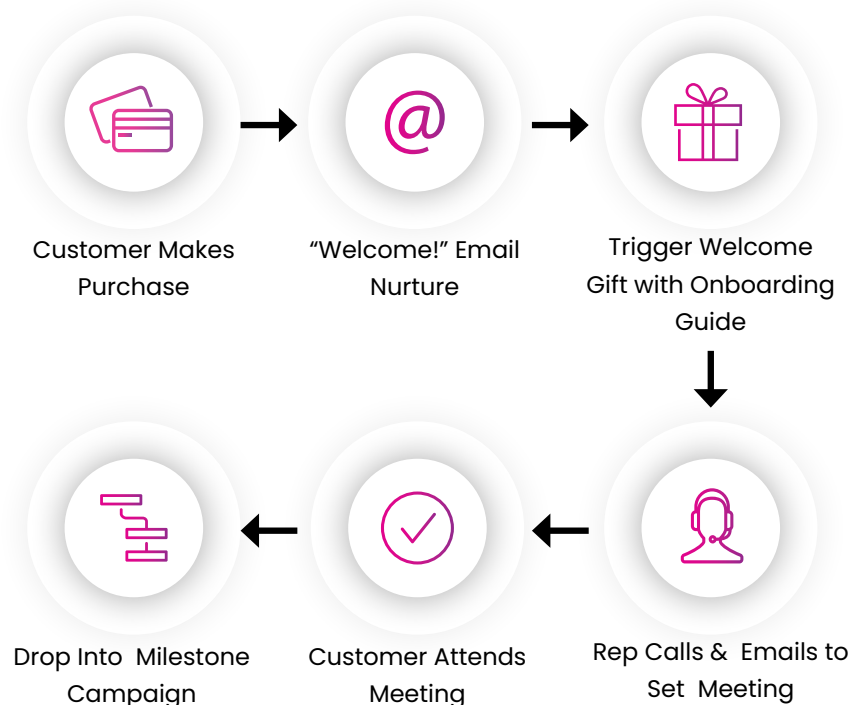 @
Customer Makes
Purchase
“Welcome!” Email
Nurture
Trigger Welcome
Gift with Onboarding
Guide
Rep Calls & Emails to
Set Meeting
Customer Attends
Meeting
Drop Into Milestone
Campaign